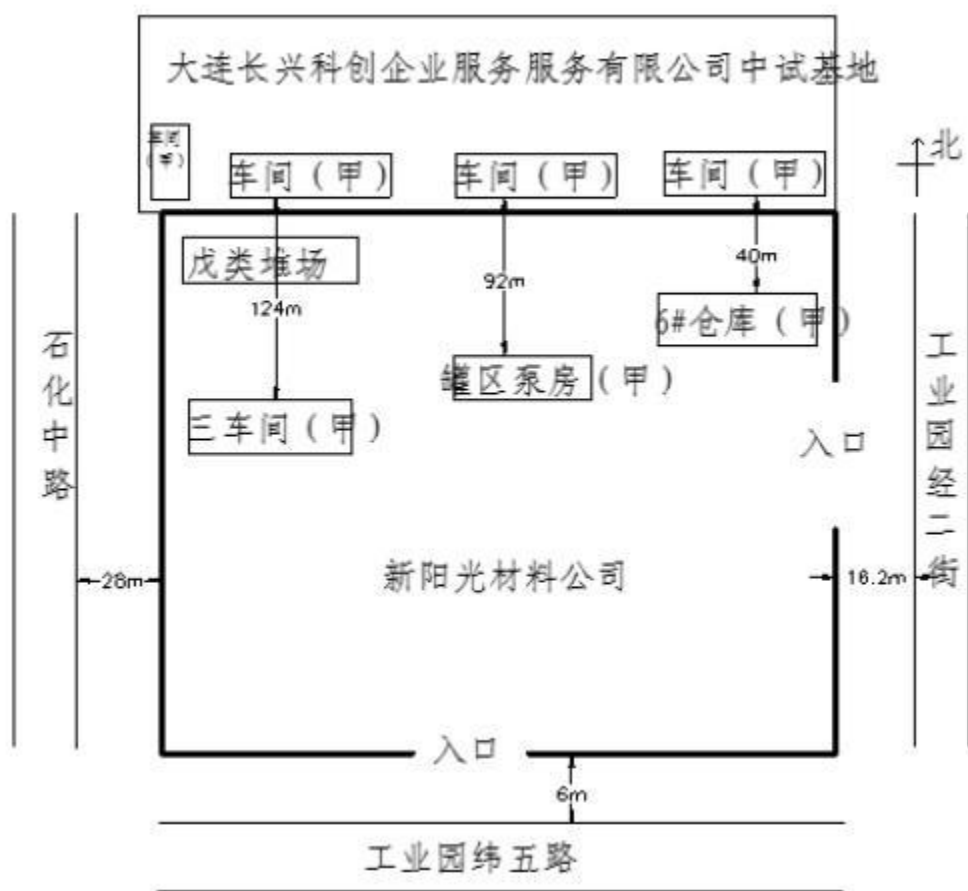 大连长兴科创企业服务服务有限公司中试基地
车间
（甲）
车间（甲）
车间（甲）
车间（甲）
北
戊类堆场
124m
92m
40m
6#仓库（甲）
罐区泵房（甲）
三车间（甲）
石化中路
工业园经二街
入口
新阳光材料公司
28m
16.2m
入口
6m
工业园纬五路